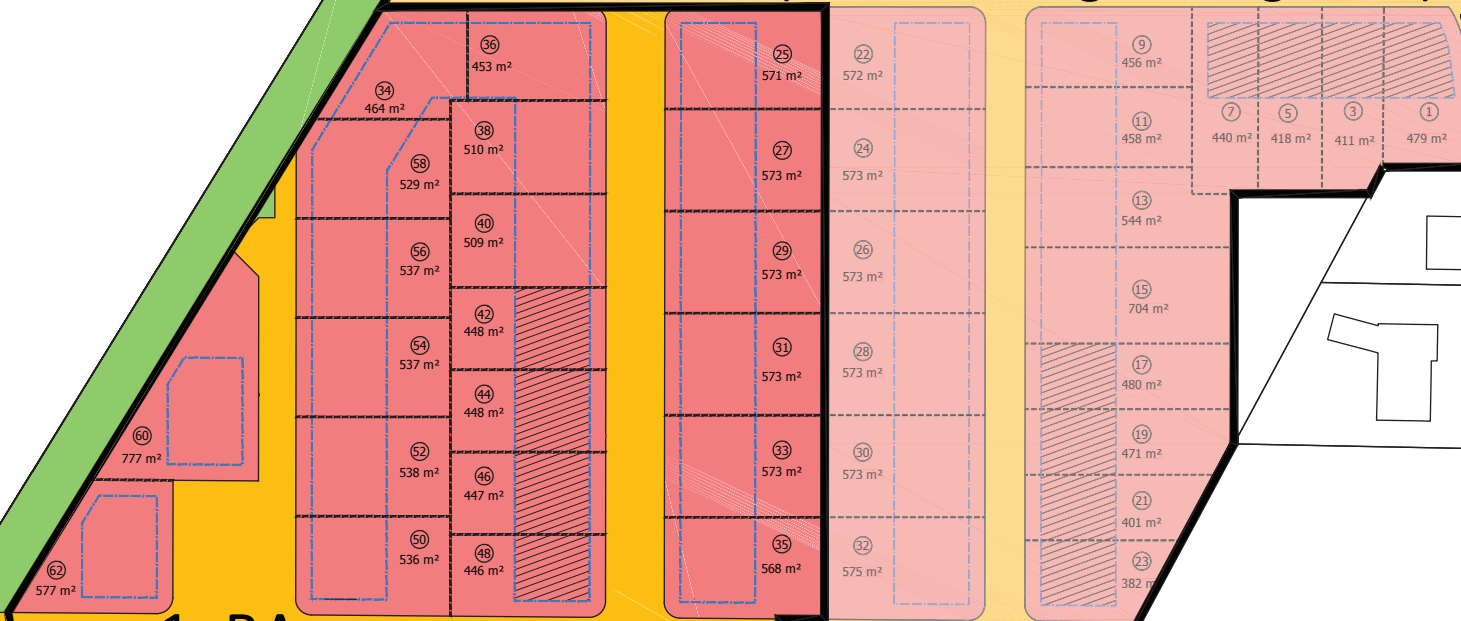 36
453 m²
34
464 m²
38
510 m²
58
529 m²
40
509 m²
56
537 m²
42
448 m²
54
537 m²
44
448 m²
60
777 m²
52
538 m²
46
447 m²
50
536 m²
48
446 m²
62
577 m²
25
571 m²
27
573 m²
29
573 m²
31
573 m²
33
573 m²
35
568 m²
22
572 m²
24
573 m²
26
573 m²
28
573 m²
30
573 m²
32
575 m²
9
456 m²
11
458 m²
13
544 m²
15
704 m²
17
480 m²
19
471 m²
21
401 m²
23
382 m²
7
440 m²
5
418 m²
3
411 m²
1
479 m²